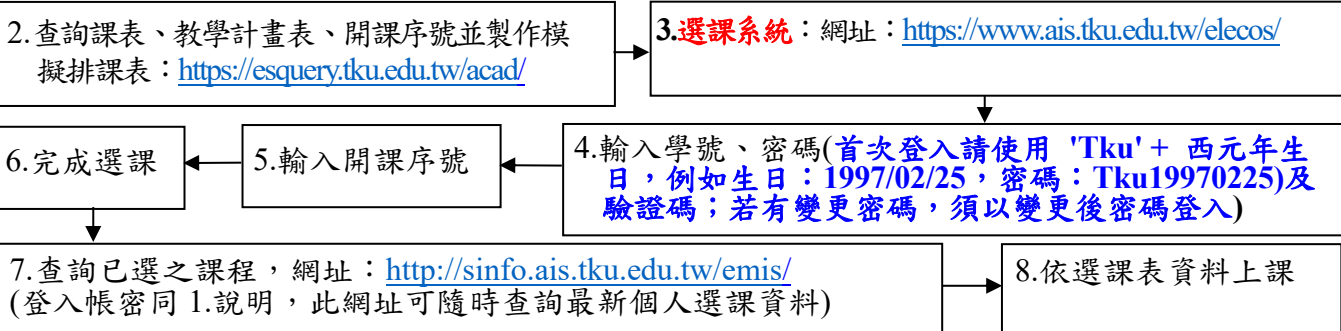 2.查詢課表、教學計畫表、開課序號並製作模
擬排課表：https://esquery.tku.edu.tw/acad/
3.選課系統：網址：https://www.ais.tku.edu.tw/elecos/
4.輸入學號、密碼(首次登入請使用 'Tku' + 西元年生
日，例如生日：1997/02/25，密碼：Tku19970225)及
驗證碼；若有變更密碼，須以變更後密碼登入)
5.輸入開課序號
6.完成選課
7.查詢已選之課程，網址：http://sinfo.ais.tku.edu.tw/emis/
(登入帳密同 1.說明，此網址可隨時查詢最新個人選課資料)
8.依選課表資料上課